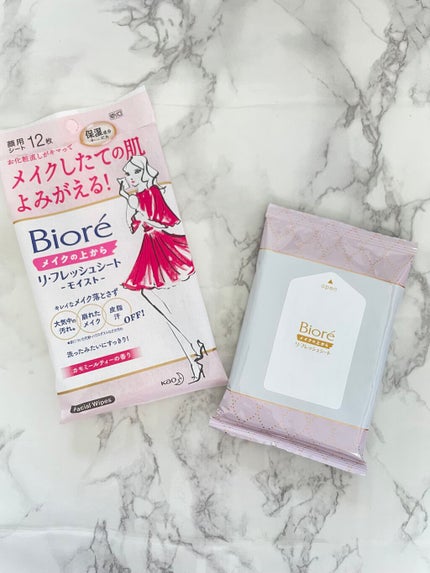 顔用
シート 12枚
お化粧直しがキマって
保湿
メイクしたての肌
よみがえる!
Bioré
メイクの上から
リ・フレッシュシート
-モイスト-
キレイなメイク落とさず
大気中の
汚れ
崩れた
メイク
皮脂
汗
OFF!
洗ったみたいにすっきり!
カモミールティーの香り
Kao
Facial Wipes
open
Bioré
メイクの上から
リ・フレッシュシート